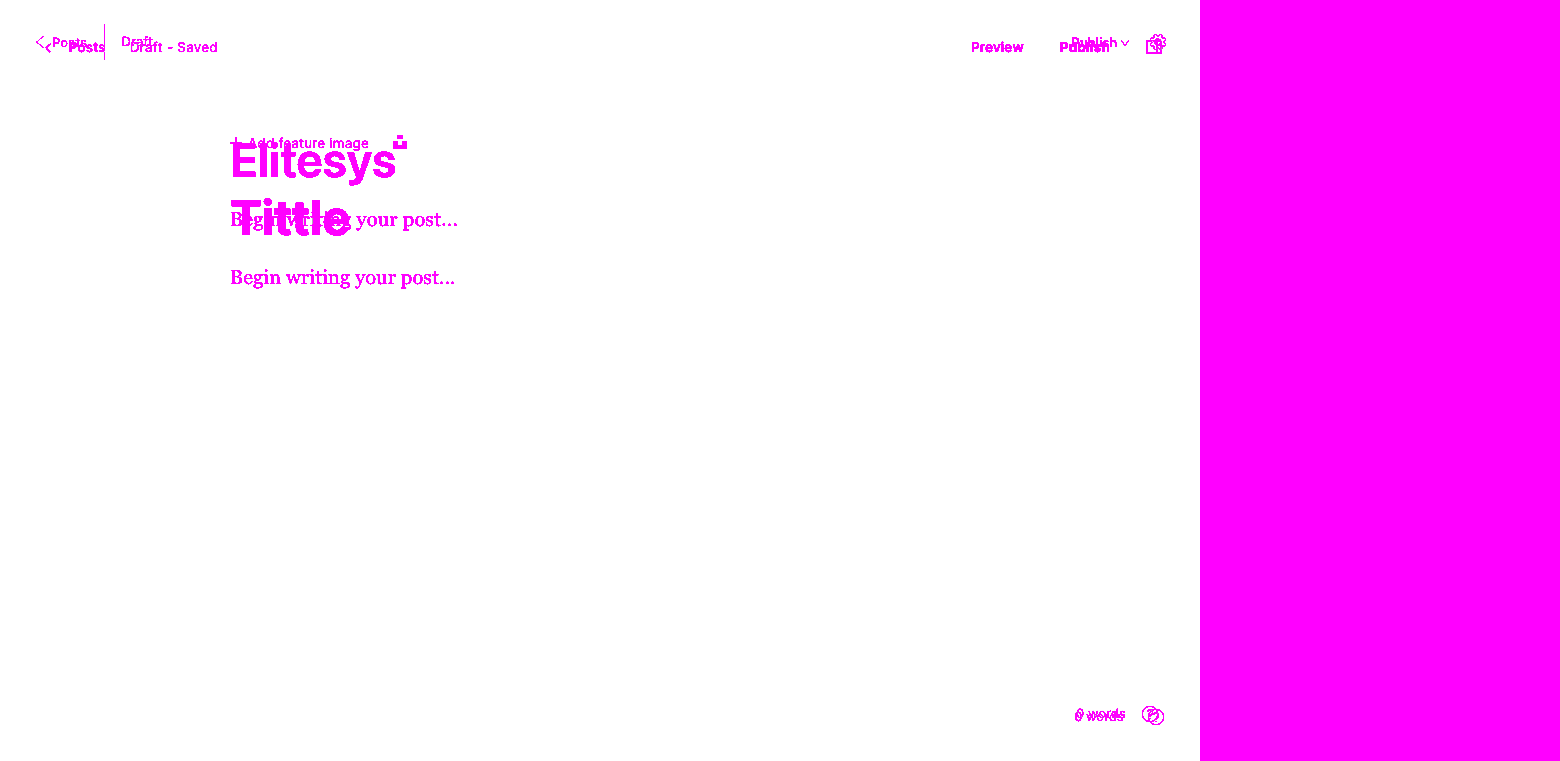 Posts Draft Publish
Posts Draft - Saved Preview Publish
Add feature image
Elitesys
Tittle
Begin writing your post...
Begin writing your post...
0 words
0 words